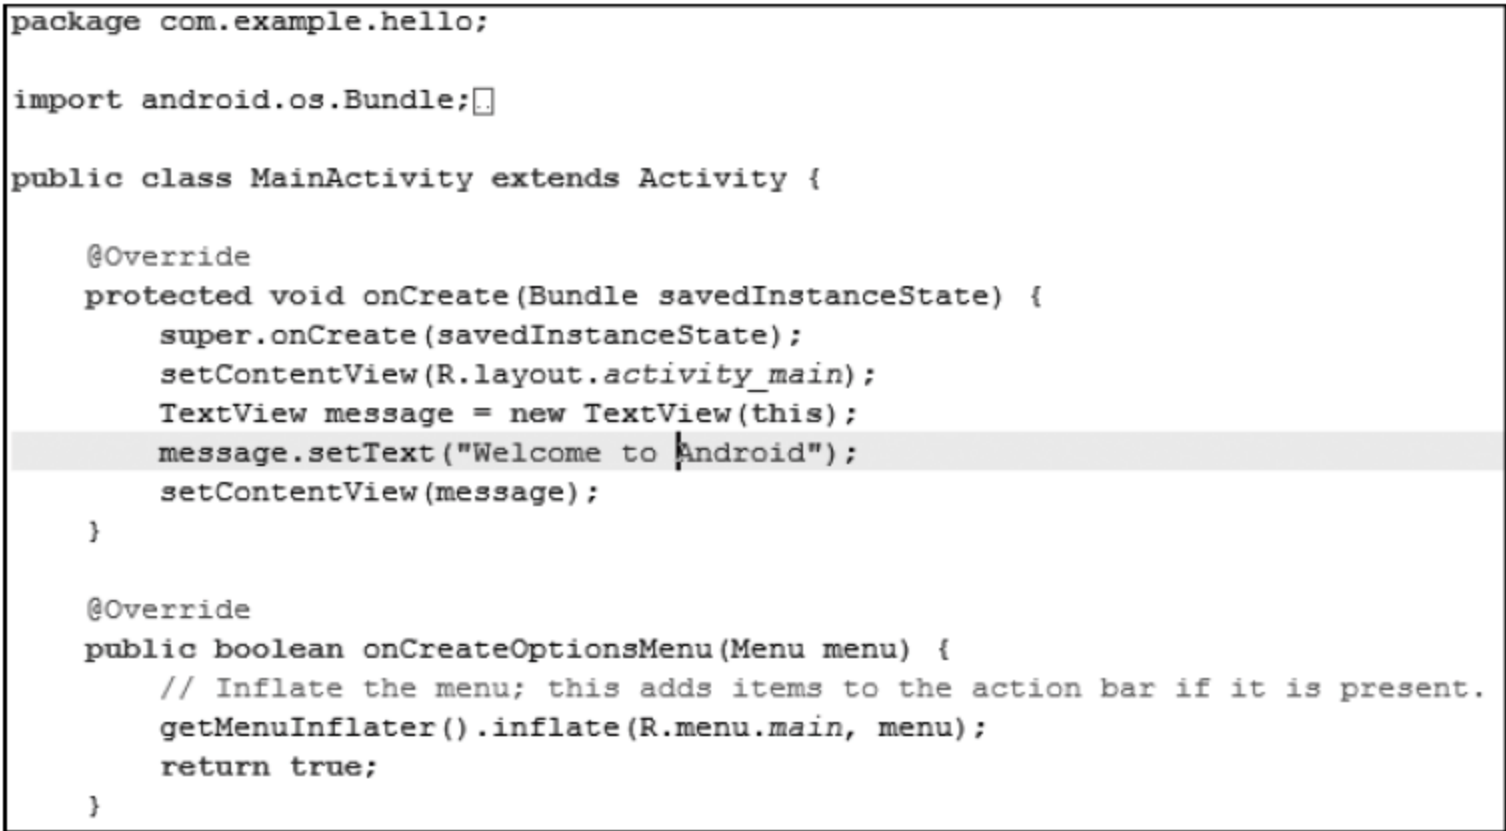 package com.example.hello;
import android.os.Bundle;
public class MainActivity extends Activity {
@Override
protected void onCreate(Bundle savedInstanceState) {
super.onCreate(savedInstanceState);
setContentView(R.layout.activity_main);
TextView message = new TextView(this);
message.setText("Welcome to Android");
setContentView(message);
}
@Override
public boolean onCreateOptionsMenu(Menu menu) {
// Inflate the menu; this adds items to the action bar if it is present.
getMenuInflater().inflate(R.menu.main, menu);
return true;
}